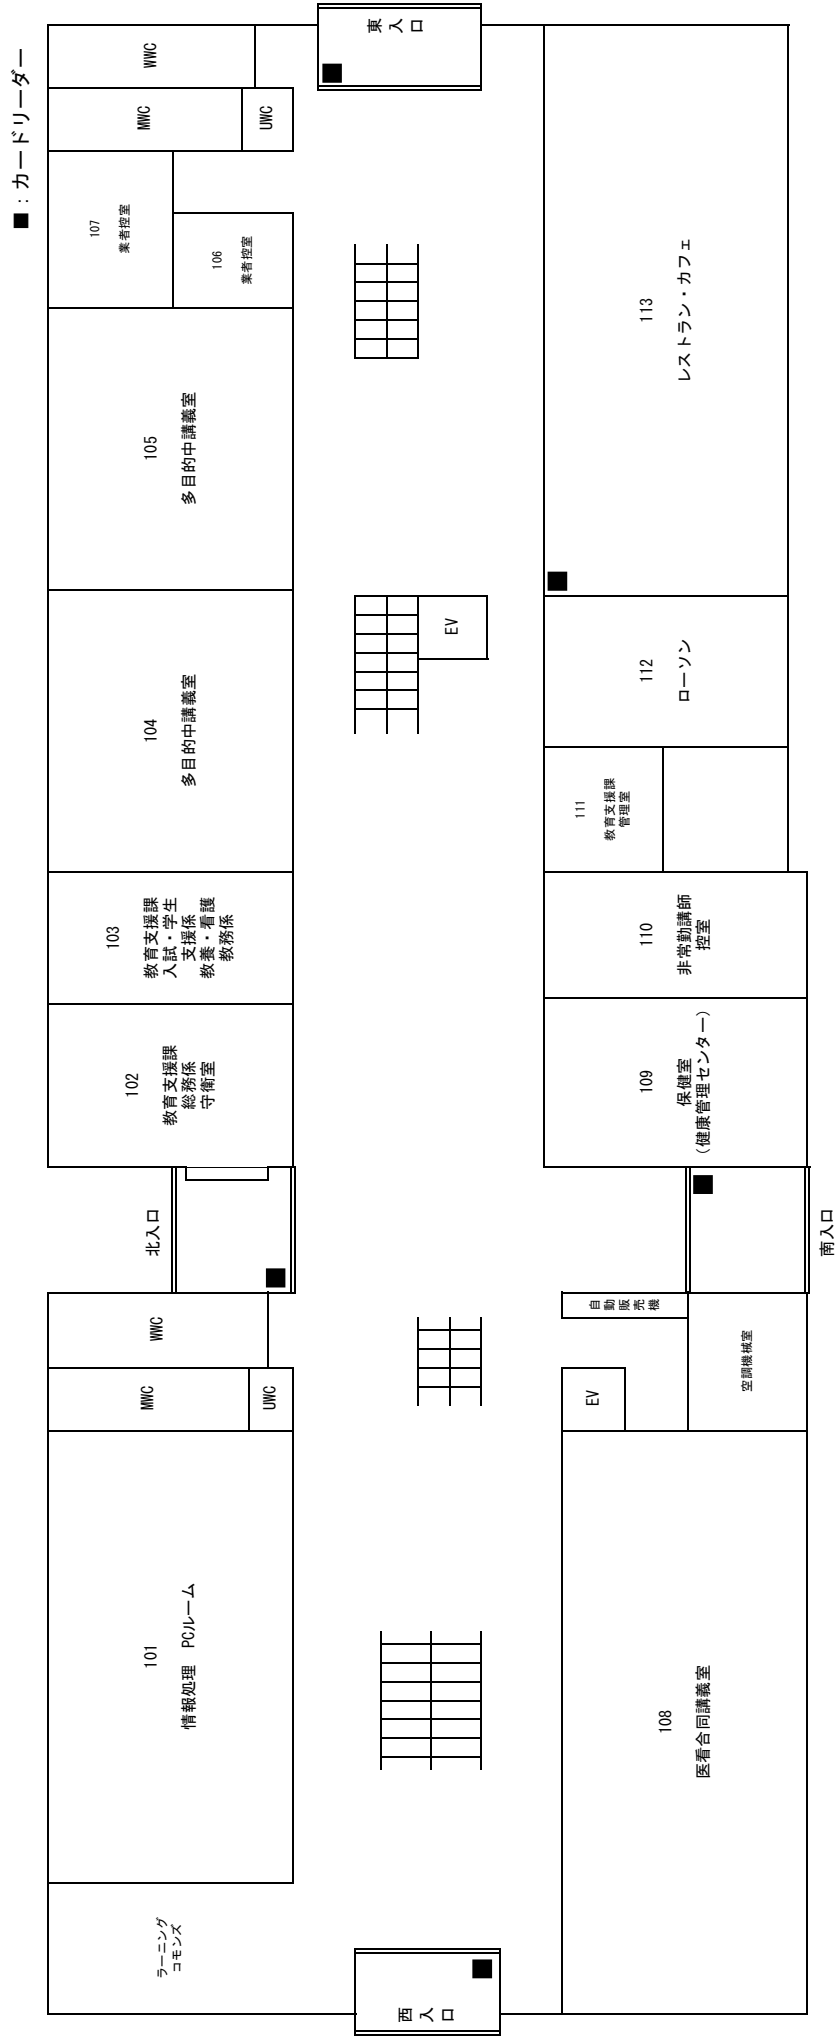 ■：カードリーダー
ラーニング
コモンズ
101
情報処理　PCルーム
MWC
UWC
WWC
北入口
102
教育支援課
総務係
守衛室
103
教育支援課
入試・学生
支援係
教養・看護
教務係
104
多目的中講義室
105
多目的中講義室
106
業者控室
107
業者控室
MWC
UWC
WWC
西入口
EV
東入口
108
医看合同講義室
EV
自動販売機
空調機械室
南入口
109
保健室
（健康管理センター）
110
非常勤講師
控室
111
教育支援課
管理室
112
ローソン
113
レストラン・カフェ